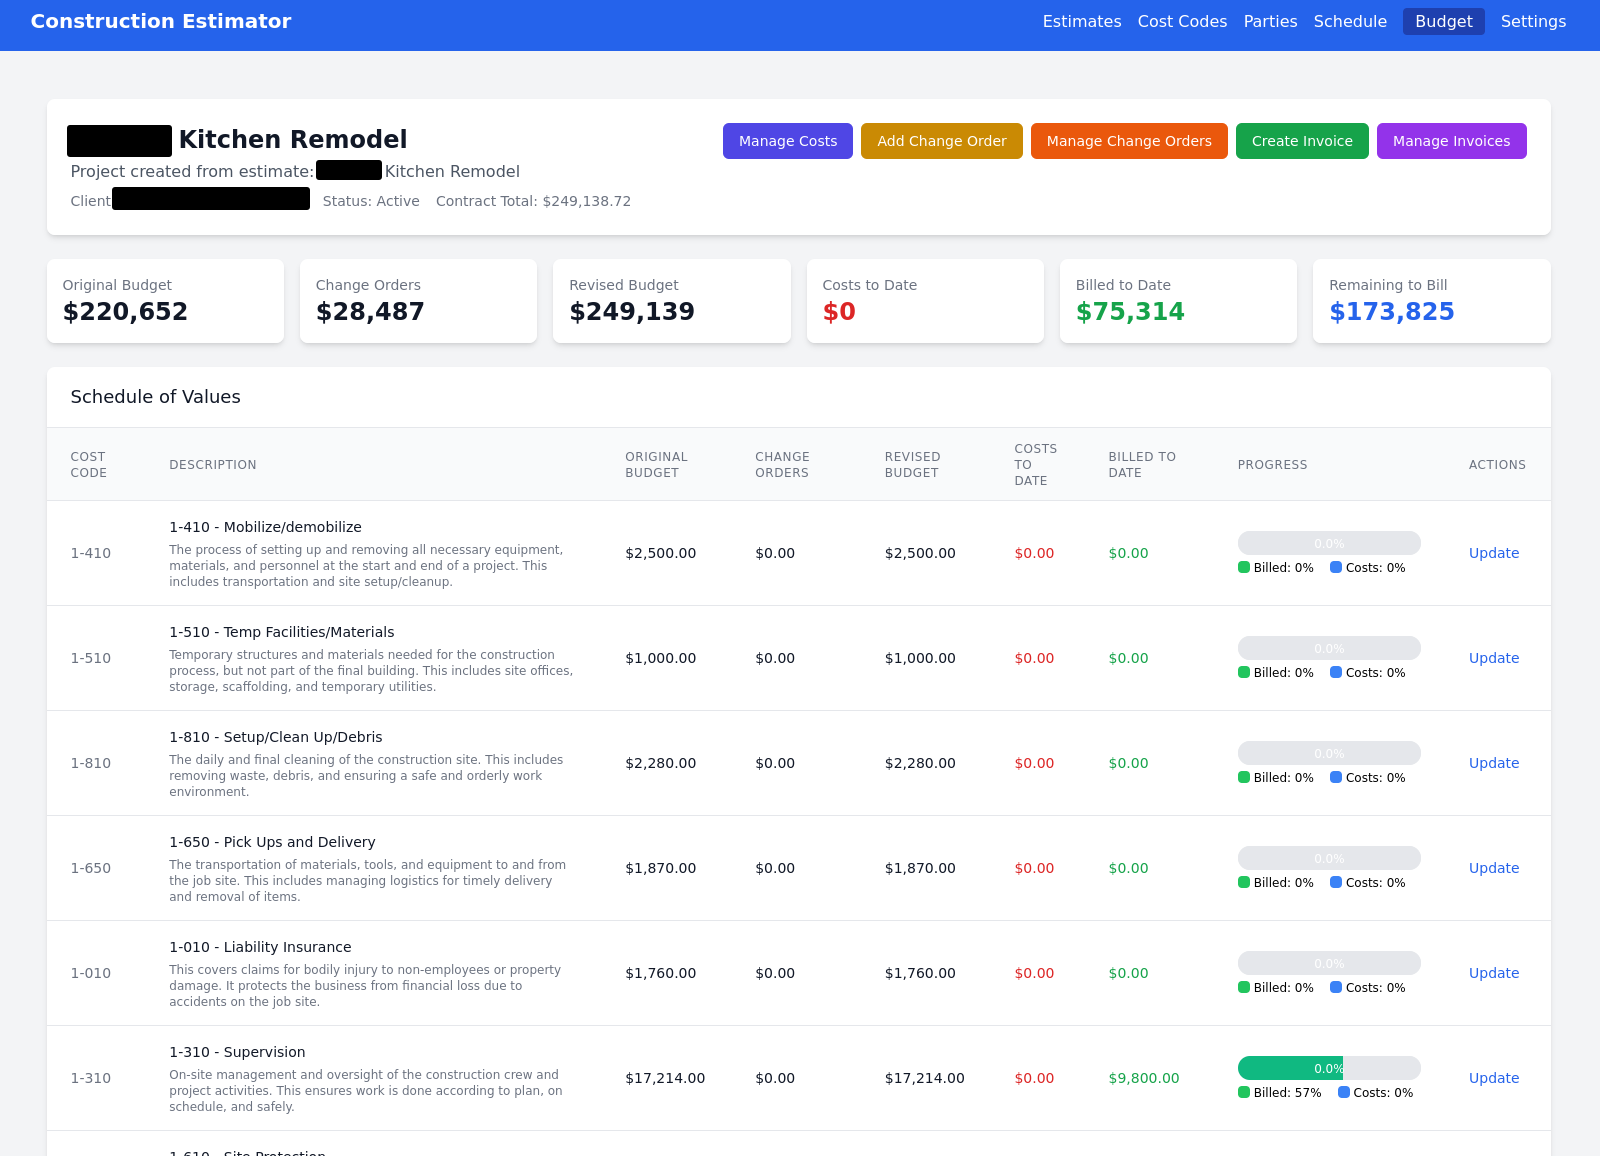 Construction Estimator
Estimates Cost Codes Parties Schedule Budget Settings
Kitchen Remodel
Manage Costs Add Change Order Manage Change Orders Create Invoice Manage Invoices
Project created from estimate: Kitchen Remodel
Client Status: Active Contract Total: $249,138.72
Original Budget Change Orders Revised Budget Costs to Date Billed to Date Remaining to Bill
$220,652 $28,487 $249,139 $0 $75,314 $173,825
Schedule of Values
COST CODE DESCRIPTION ORIGINAL BUDGET CHANGE ORDERS REVISED BUDGET COSTS TO DATE BILLED TO DATE PROGRESS ACTIONS
1-410 - Mobilize/demobilize
The process of setting up and removing all necessary equipment,
materials, and personnel at the start and end of a project. This
includes transportation and site setup/cleanup.
1-410 $2,500.00 $0.00 $2,500.00 $0.00 $0.00 0.0% Update
Billed: 0% Costs: 0%
1-510 - Temp Facilities/Materials
Temporary structures and materials needed for the construction
process, but not part of the final building. This includes site offices,
storage, scaffolding, and temporary utilities.
1-510 $1,000.00 $0.00 $1,000.00 $0.00 $0.00 0.0% Update
Billed: 0% Costs: 0%
1-810 - Setup/Clean Up/Debris
The daily and final cleaning of the construction site. This includes
removing waste, debris, and ensuring a safe and orderly work
environment.
1-810 $2,280.00 $0.00 $2,280.00 $0.00 $0.00 0.0% Update
Billed: 0% Costs: 0%
1-650 - Pick Ups and Delivery
The transportation of materials, tools, and equipment to and from
the job site. This includes managing logistics for timely delivery
and removal of items.
1-650 $1,870.00 $0.00 $1,870.00 $0.00 $0.00 0.0% Update
Billed: 0% Costs: 0%
1-010 - Liability Insurance
This covers claims for bodily injury to non-employees or property
damage. It protects the business from financial loss due to
accidents on the job site.
1-010 $1,760.00 $0.00 $1,760.00 $0.00 $0.00 0.0% Update
Billed: 0% Costs: 0%
1-310 - Supervision
On-site management and oversight of the construction crew and
project activities. This ensures work is done according to plan, on
schedule, and safely.
1-310 $17,214.00 $0.00 $17,214.00 $0.00 $9,800.00 0.0% Update
Billed: 57% Costs: 0%
1-610 - Site Protection